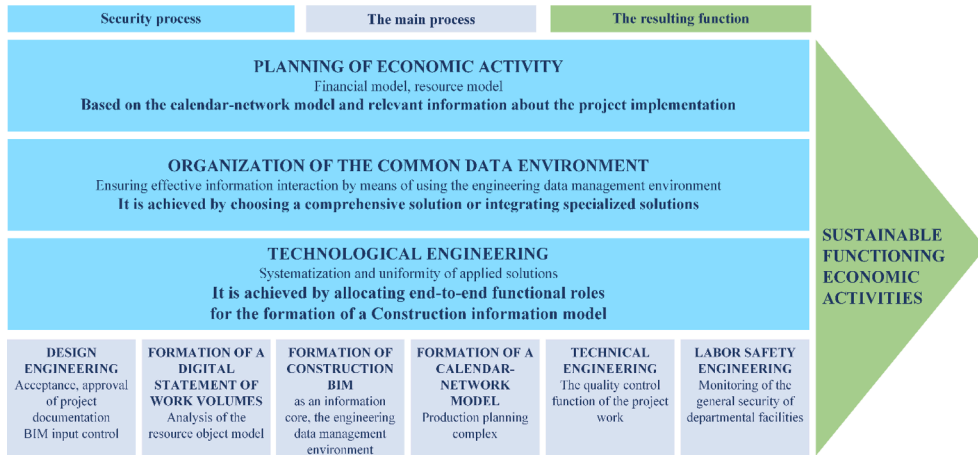 Security process
The main process
The resulting function
PLANNING OF ECONOMIC ACTIVITY
Financial model, resource model
Based on the calendar-network model and relevant information about the project implementation
ORGANIZATION OF THE COMMON DATA ENVIRONMENT
Ensuring effective information interaction by means of using the engineering data management environment
It is achieved by choosing a comprehensive solution or integrating specialized solutions
TECHNOLOGICAL ENGINEERING
Systematization and uniformity of applied solutions
It is achieved by allocating end-to-end functional roles
for the formation of a Construction information model
DESIGN
ENGINEERING
Acceptance, approval
of project
documentation
BIM input control
FORMATION OF A
DIGITAL
STATEMENT OF
WORK VOLUMES
Analysis of the
resource object model
FORMATION OF
CONSTRUCTION
BIM
as an information
core, the engineering
data management
environment
FORMATION OF A
CALENDAR-
NETWORK
MODEL
Production planning
complex
TECHNICAL
ENGINEERING
The quality control
function of the project
work
LABOR SAFETY
ENGINEERING
Monitoring of the
general security of
departmental facilities
SUSTAINABLE
FUNCTIONING
ECONOMIC
ACTIVITIES